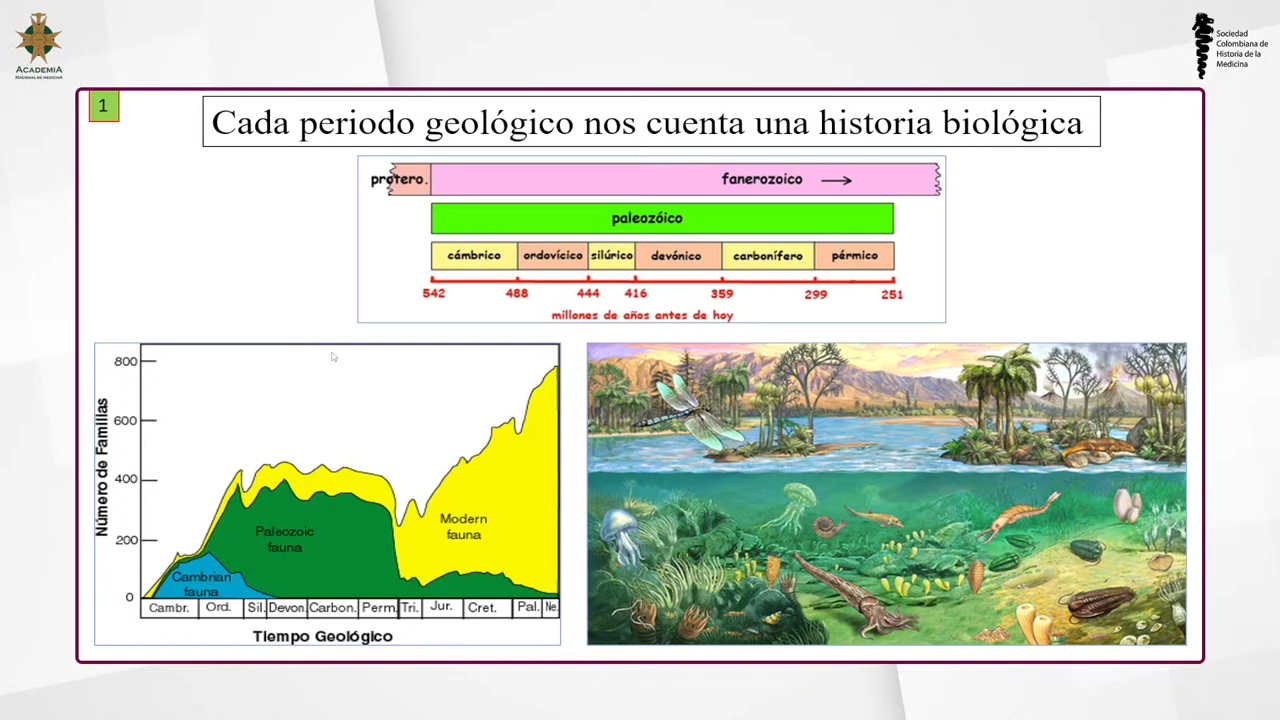 ACADEMIA
NACIONAL DE MEDICINA
Sociedad
Colombiana de
Historia de la
Medicina
1
Cada periodo geológico nos cuenta una historia biológica
protero.
fanerozoico
paleozóico
cámbrico ordovícico silúrico devónico carbonífero pérmico
542 488 444 416 359 299 251
millones de años antes de hoy
Número de Familias
800
600
400
200
0
Paleozoic
fauna
Modern
fauna
Cambrian
fauna
Cambr. Ord. Sil. Devon. Carbon. Perm. Tri. Jur. Cret. Pal. Ne.
Tiempo Geológico